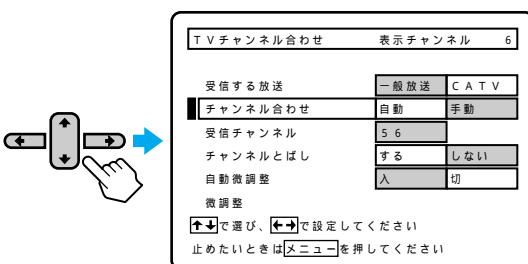 TVチャンネル合わせ 表示チャンネル 6
受信する放送 一般放送 CATV
チャンネル合わせ 自動 手動
受信チャンネル 56
チャンネルとばし する しない
自動微調整 入 切
微調整
↑↓で選び、←→で設定してください
止めたいときはメニューを押してください